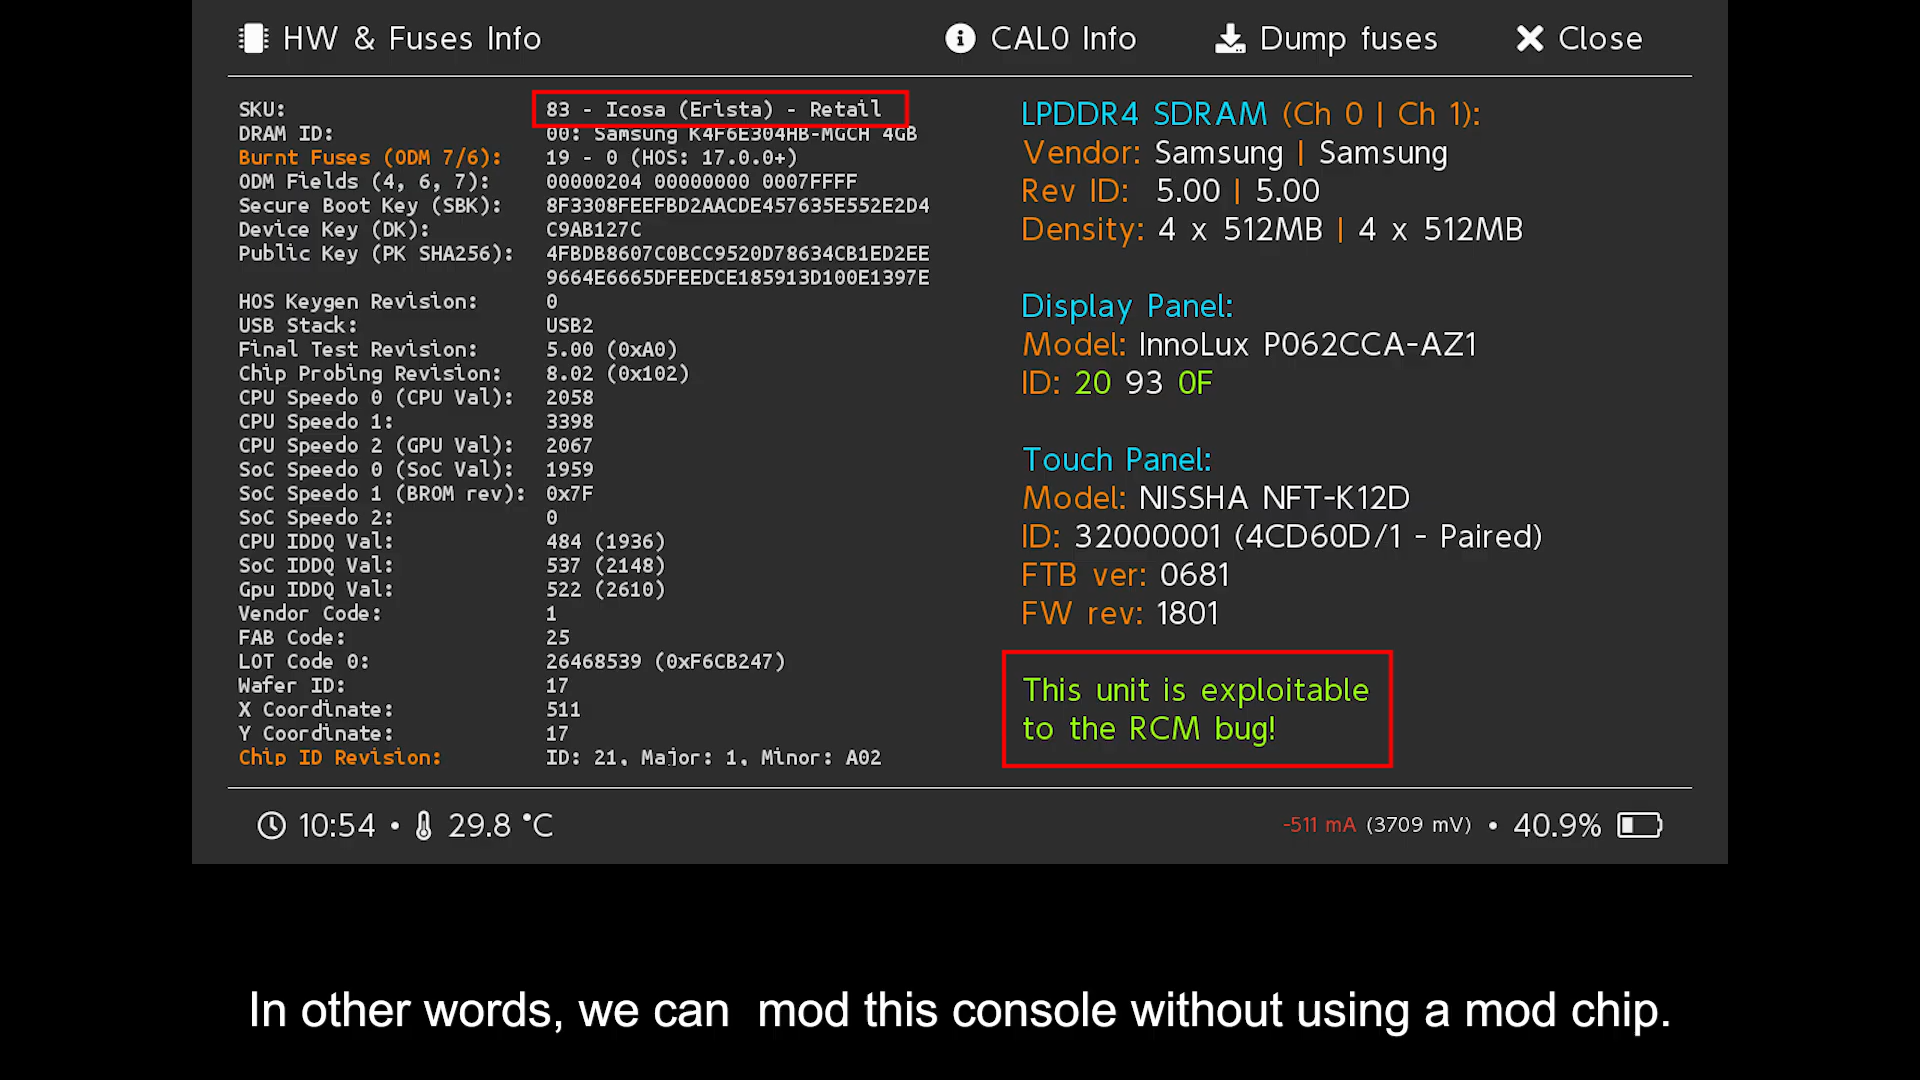 HW & Fuses Info
CAL0 Info
Dump fuses
Close
SKU: 83 - Icosa (Erista) - Retail
DRAM ID: 00: Samsung K4F6E304HB-MGCH 4GB
Burnt Fuses (ODM 7/6): 19 - 0 (HOS: 17.0.0+)
ODM Fields (4, 6, 7): 00000204 00000000 0007FFFF
Secure Boot Key (SBK): 8F3308FEEFBD2AACDE457635E552E2D4
Device Key (DK): C9AB127C
Public Key (PK SHA256): 4FBDB8607C0BCC9520D78634CB1ED2EE
9664E6665DFEEDCE185913D100E1397E
HOS Keygen Revision: 0
USB Stack: USB2
Final Test Revision: 5.00 (0xA0)
Chip Probing Revision: 8.02 (0x102)
CPU Speedo 0 (CPU Val): 2058
CPU Speedo 1: 3398
CPU Speedo 2 (GPU Val): 2067
SoC Speedo 0 (SoC Val): 1959
SoC Speedo 1 (BROM rev): 0x7F
SoC Speedo 2: 0
CPU IDDQ Val: 484 (1936)
SoC IDDQ Val: 537 (2148)
Gpu IDDQ Val: 522 (2610)
Vendor Code: 1
FAB Code: 25
LOT Code 0: 26468539 (0xF6CB247)
Wafer ID: 17
X Coordinate: 511
Y Coordinate: 17
Chip ID Revision: ID: 21, Major: 1, Minor: A02
LPDDR4 SDRAM (Ch 0 | Ch 1):
Vendor: Samsung | Samsung
Rev ID: 5.00 | 5.00
Density: 4 x 512MB | 4 x 512MB
Display Panel:
Model: InnoLux P062CCA-AZ1
ID: 20 93 0F
Touch Panel:
Model: NISSHA NFT-K12D
ID: 32000001 (4CD60D/1 - Paired)
FTB ver: 0681
FW rev: 1801
This unit is exploitable
to the RCM bug!
10:54 • 29.8 °C
-511 mA (3709 mV) • 40.9%
In other words, we can mod this console without using a mod chip.